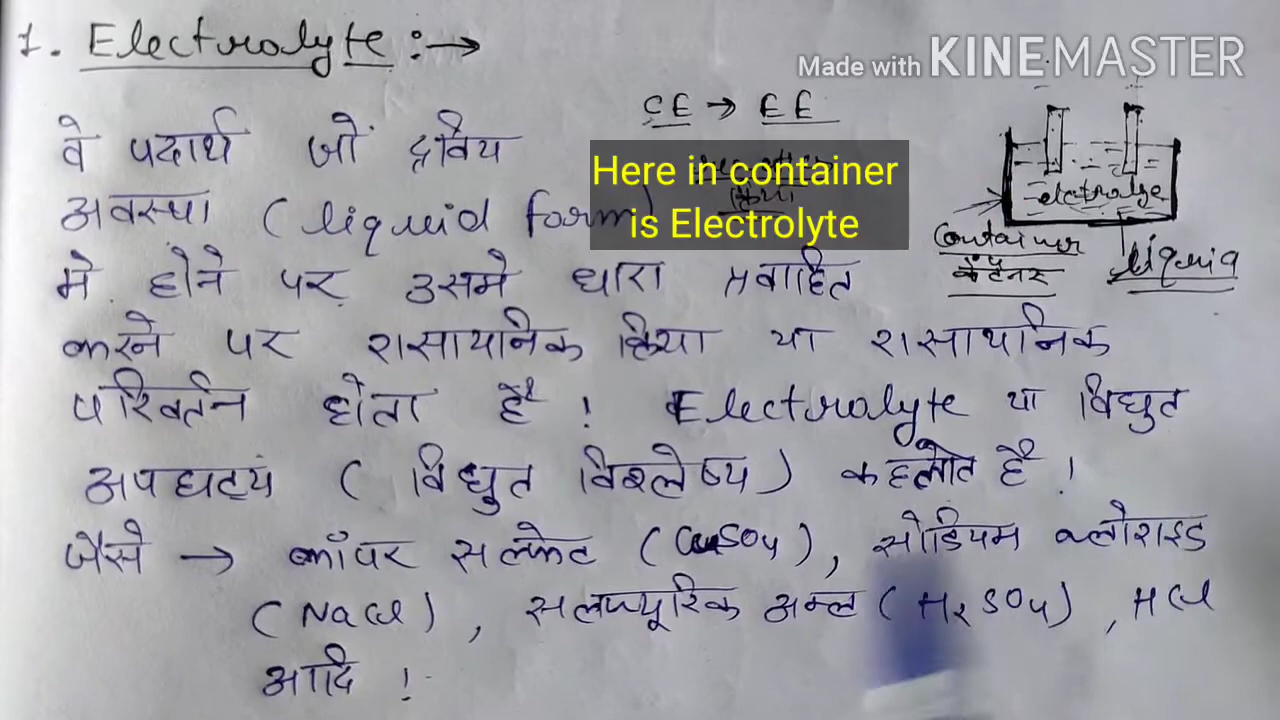 1. Electrolyte :→
Made with KINEMASTER
CE → EE
वे पदार्थ जों द्रविय
Here in container
is Electrolyte
अवस्था (liquid form)
electrolye
container
कंटेनर
liquid
मे होने पर उसमे धारा प्रवाहित
करने पर रासायनिक क्रिया या रासायनिक
परिवर्तन होता है ! Electrolyte या विधुत
अपघट्यं ( विधुत विश्लेष्य) कहलाते है !
जैसे → कॉपर सल्फेट (CuSO4), सोडियम क्लोराइड
(NaCl), सलफ्यूरिक अम्ल (H2SO4), HCl
आदि !